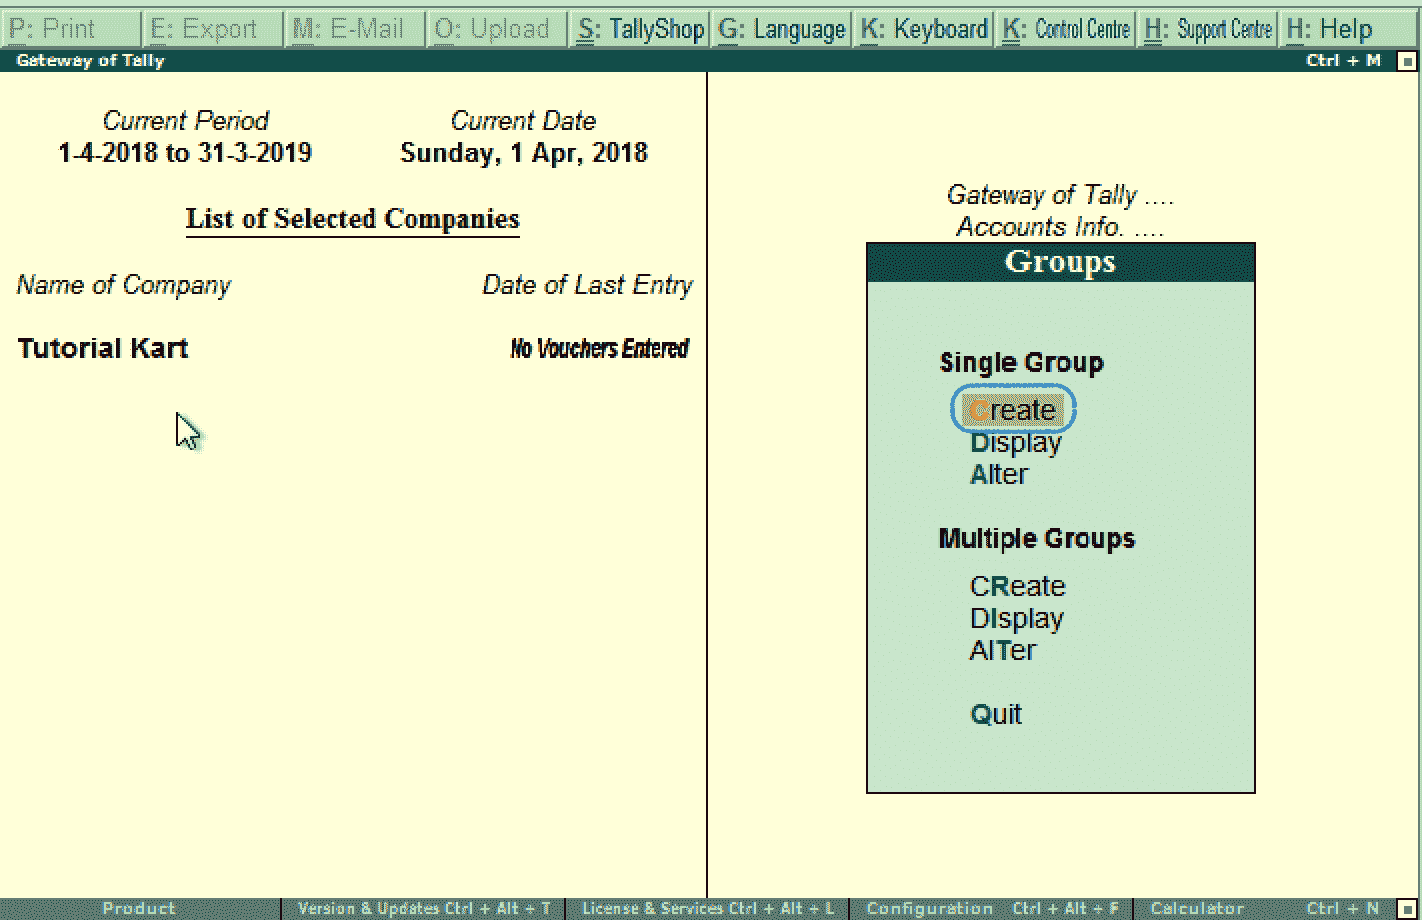 P: Print E: Export M: E-Mail O: Upload S: TallyShop G: Language K: Keyboard K: Control Centre H: Support Centre H: Help
Gateway of Tally Ctrl + M
Current Period Current Date
1-4-2018 to 31-3-2019 Sunday, 1 Apr, 2018
List of Selected Companies
Name of Company Date of Last Entry
Tutorial Kart No Vouchers Entered
Gateway of Tally ....
Accounts Info. ....
Groups
Single Group
Create
Display
Alter
Multiple Groups
CReate
DIsplay
AlTer
Quit
Product Version & Updates Ctrl + Alt + T License & Services Ctrl + Alt + L Configuration Ctrl + Alt + F Calculator Ctrl + N